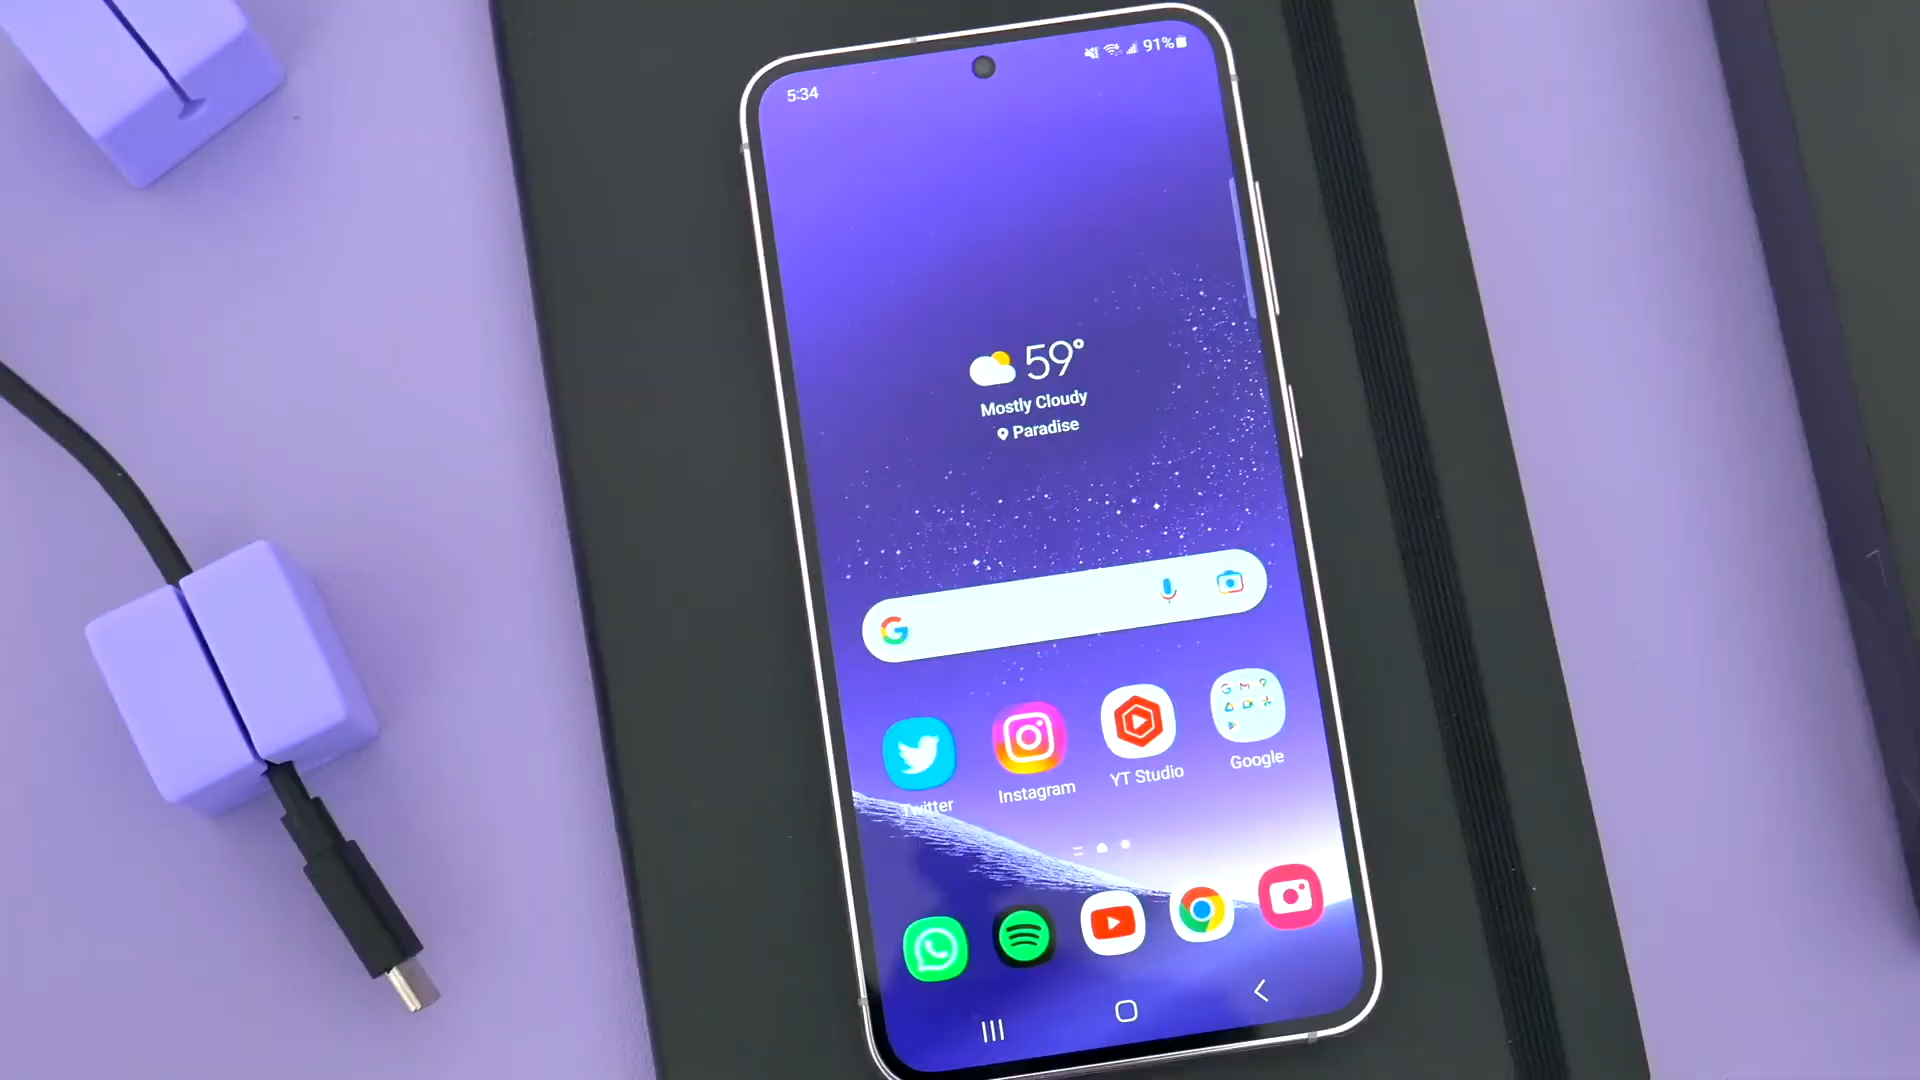 5:34
91%
59°
Mostly Cloudy
Paradise
Twitter
Instagram
YT Studio
Google